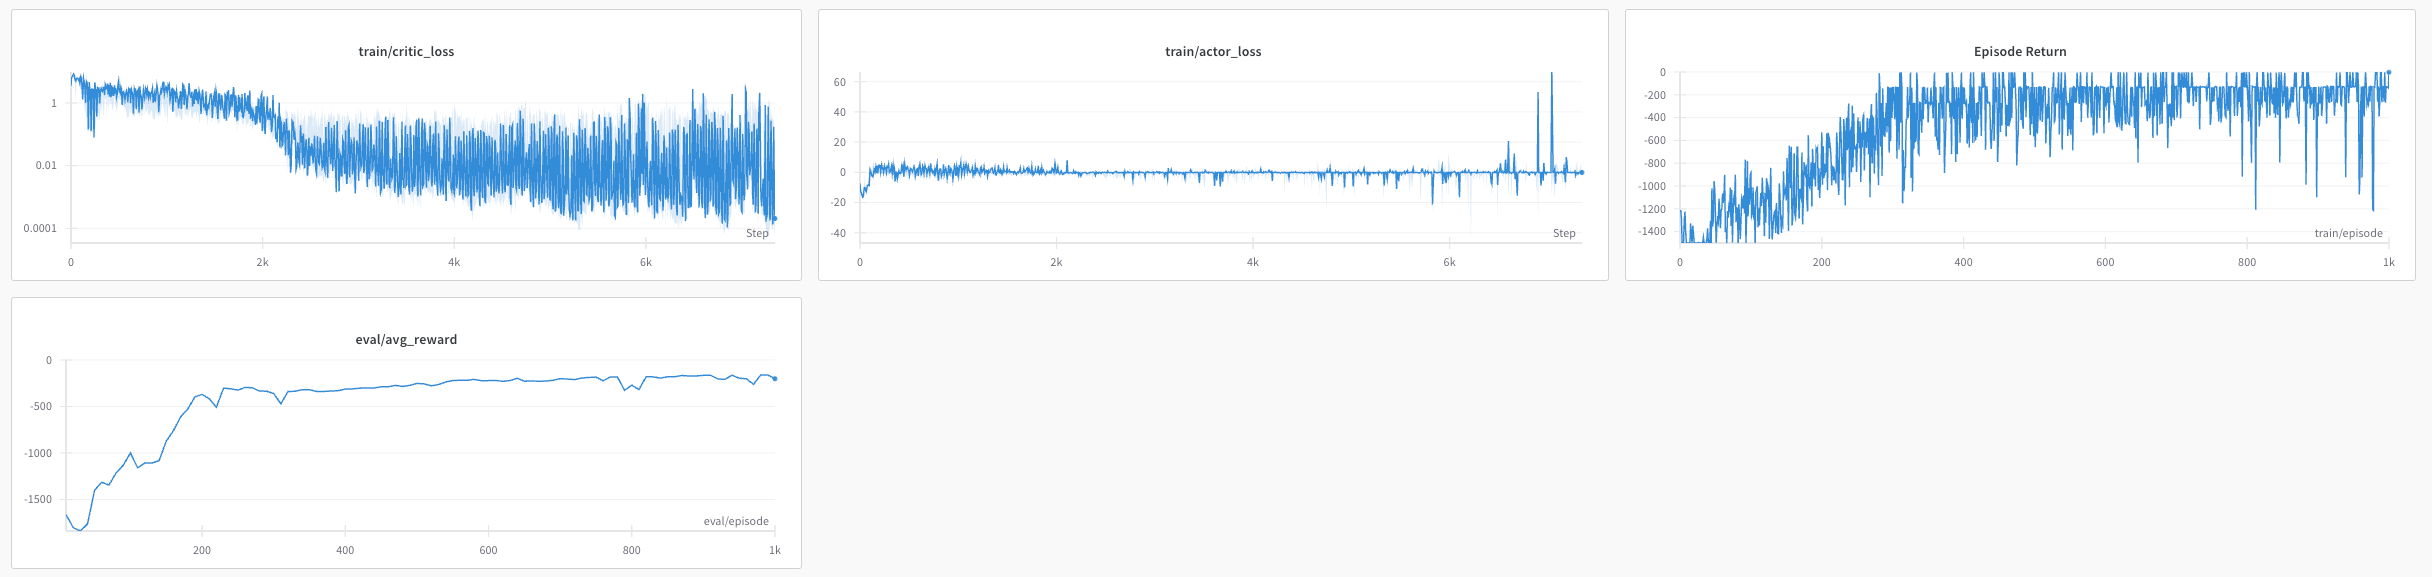 train/critic_loss
1
0.01
0.0001
Step
0 2k 4k 6k
train/actor_loss
60
40
20
0
-20
-40
Step
0 2k 4k 6k
Episode Return
0
-200
-400
-600
-800
-1000
-1200
-1400
train/episode
0 200 400 600 800 1k
eval/avg_reward
0
-500
-1000
-1500
eval/episode
200 400 600 800 1k